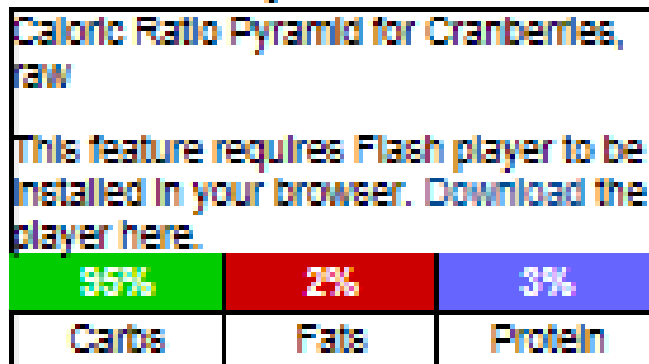 Caloric Ratio Pyramid for Cranberries,
raw
This feature requires Flash player to be
installed in your browser. Download the
player here.
95% 2% 3%
Carbs Fats Protein